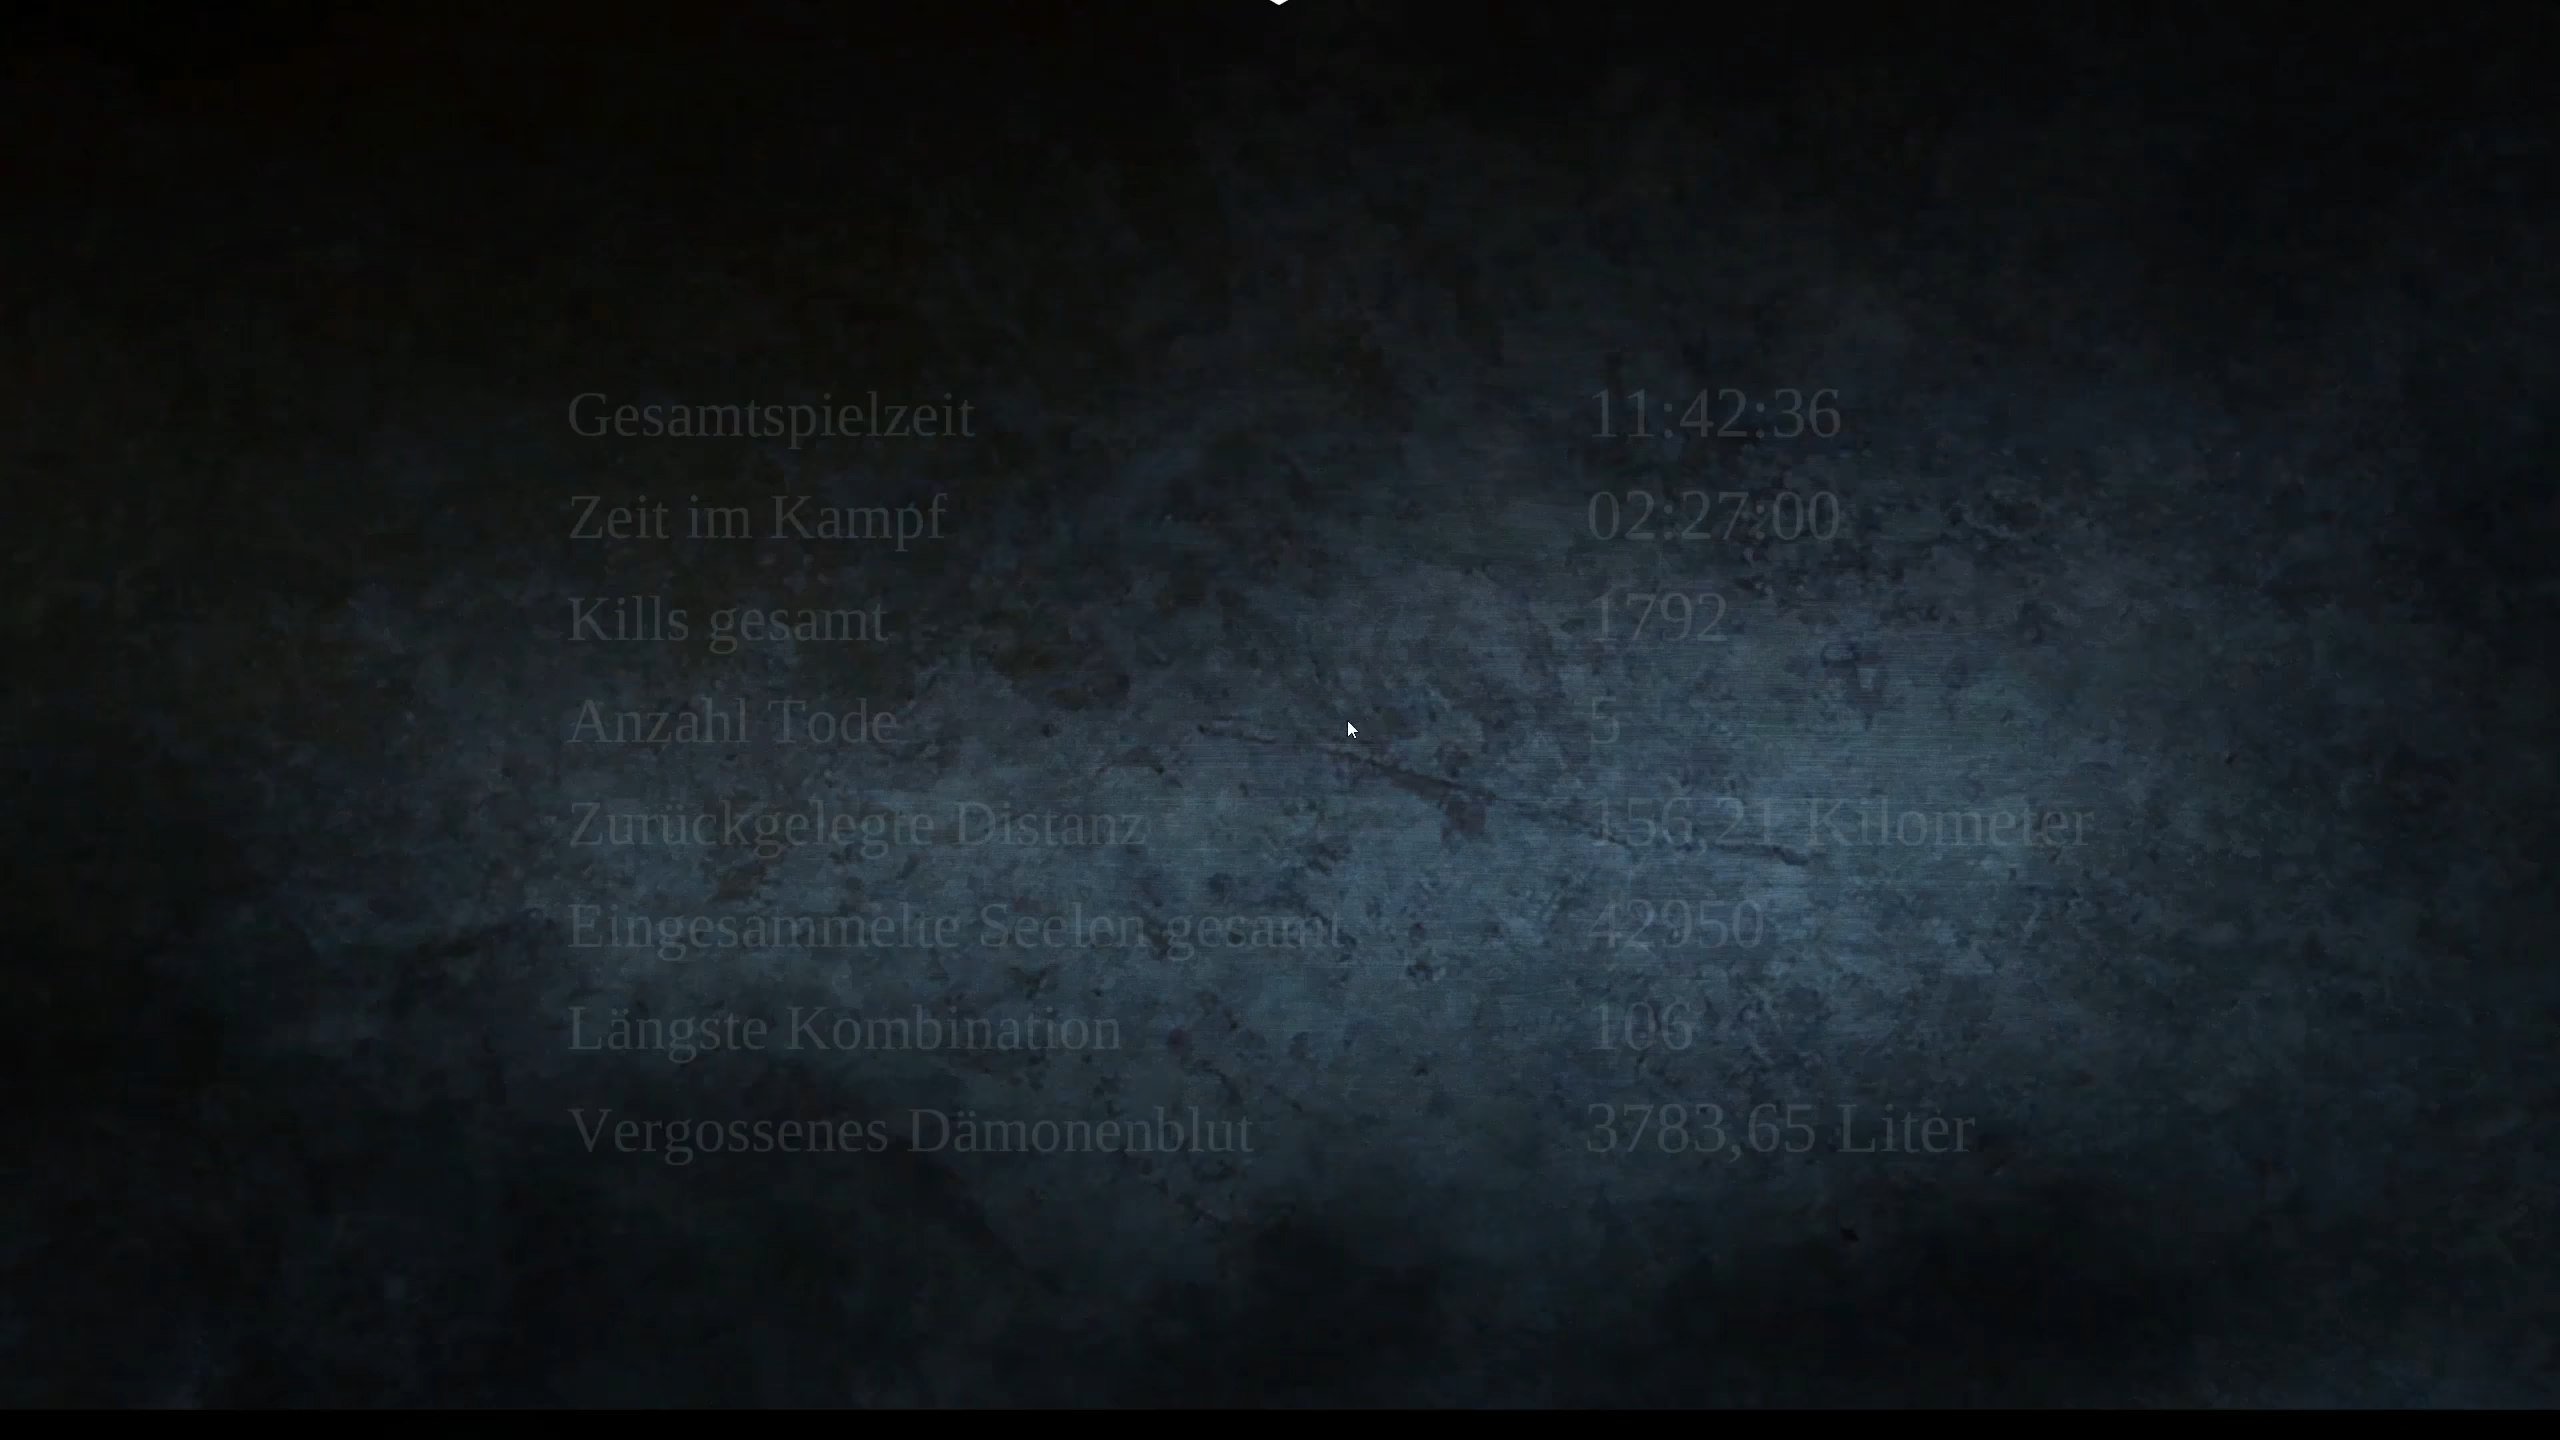 Gesamtspielzeit 11:42:36
Zeit im Kampf 02:27:00
Kills gesamt 1792
Anzahl Tode 5
Zurückgelegte Distanz 156,21 Kilometer
Eingesammelte Seelen gesamt 42950
Längste Kombination 106
Vergossenes Dämonenblut 3783,65 Liter